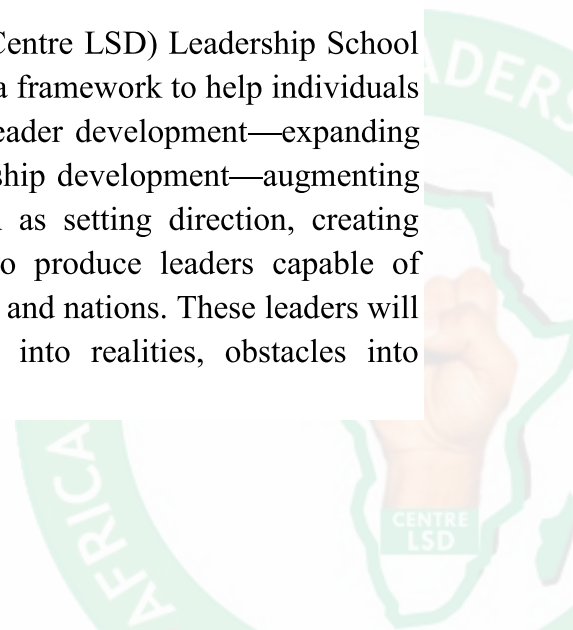 Centre LSD) Leadership School
a framework to help individuals
eader development—expanding
ship development—augmenting
as setting direction, creating
o produce leaders capable of
and nations. These leaders will
into realities, obstacles into
ADERS
AFRICA
CENTRE
LSD